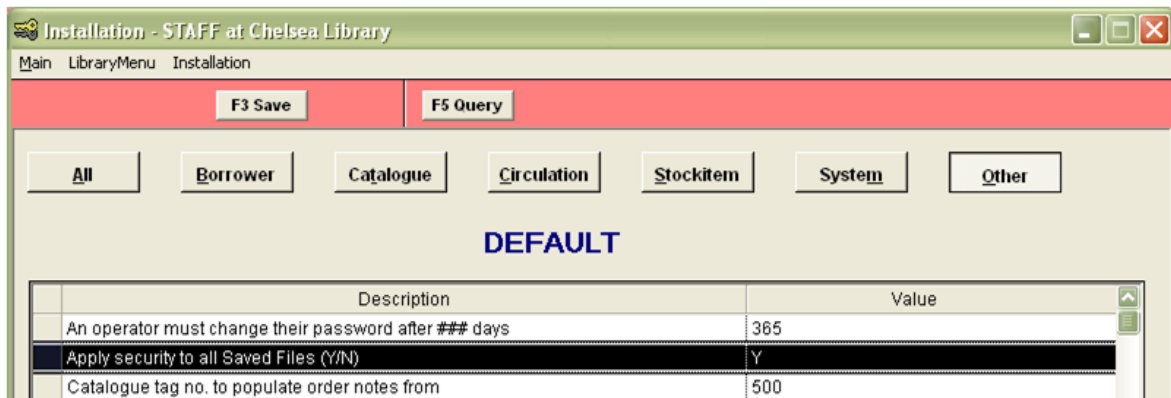 Installation - STAFF at Chelsea Library
Main LibraryMenu Installation
F3 Save F5 Query
All Borrower Catalogue Circulation Stockitem System Other
DEFAULT
Description Value
An operator must change their password after ### days 365
Apply security to all Saved Files (Y/N) Y
Catalogue tag no. to populate order notes from 500